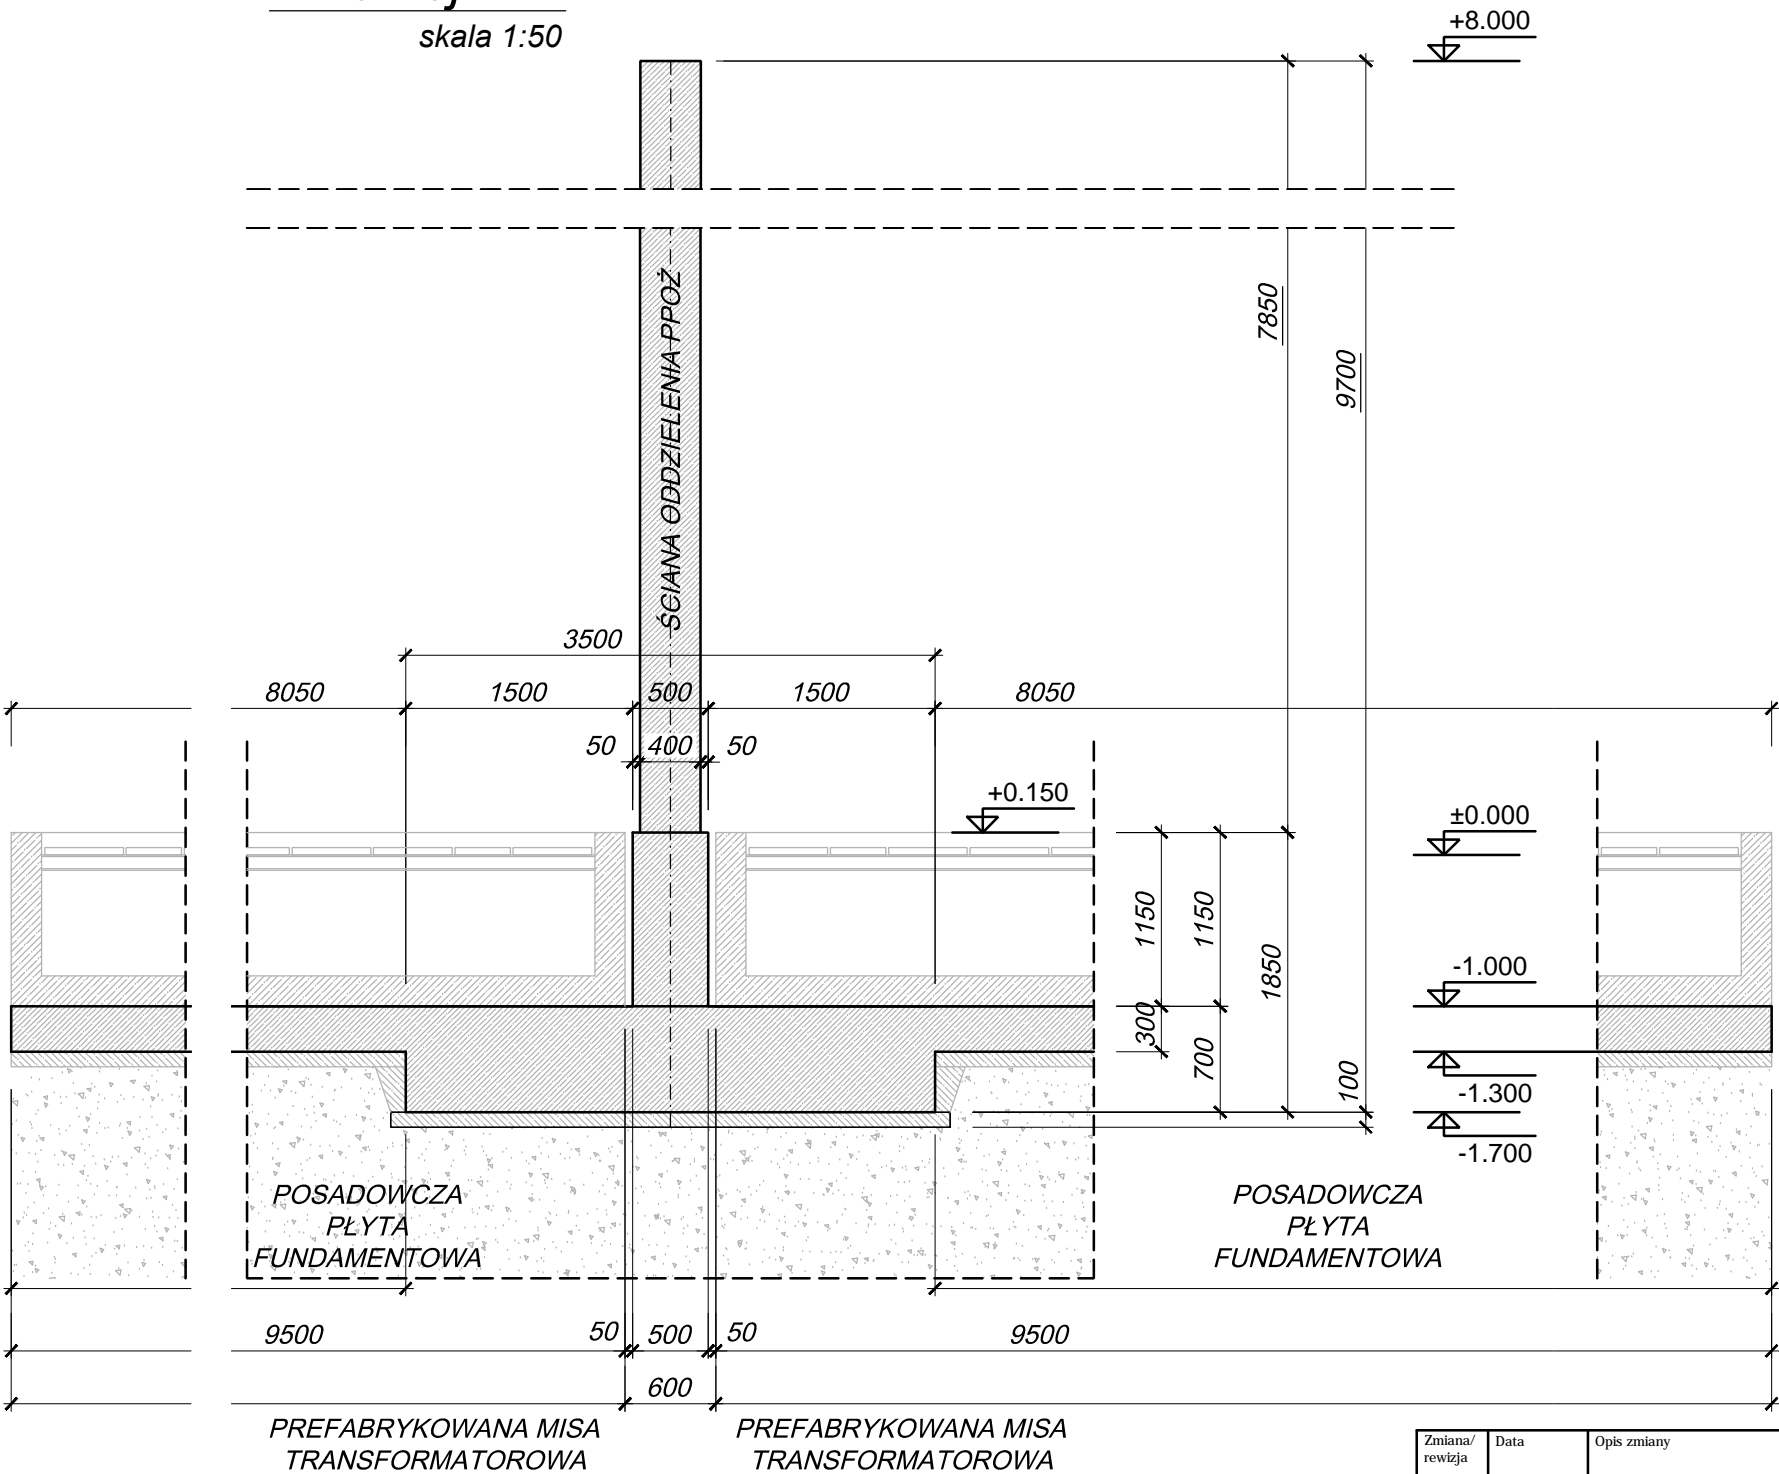 skala 1:50
+8.000
7850
9700
ŚCIANA ODDZIELENIA PPOŻ
3500
8050
1500
500
1500
8050
50
400
50
+0.150
±0.000
1150
1150
1850
-1.000
300
700
100
-1.300
-1.700
POSADOWCZA
PŁYTA
FUNDAMENTOWA
POSADOWCZA
PŁYTA
FUNDAMENTOWA
9500
50
500
50
9500
600
PREFABRYKOWANA MISA
TRANSFORMATOROWA
PREFABRYKOWANA MISA
TRANSFORMATOROWA
Zmiana/
rewizja
Data
Opis zmiany